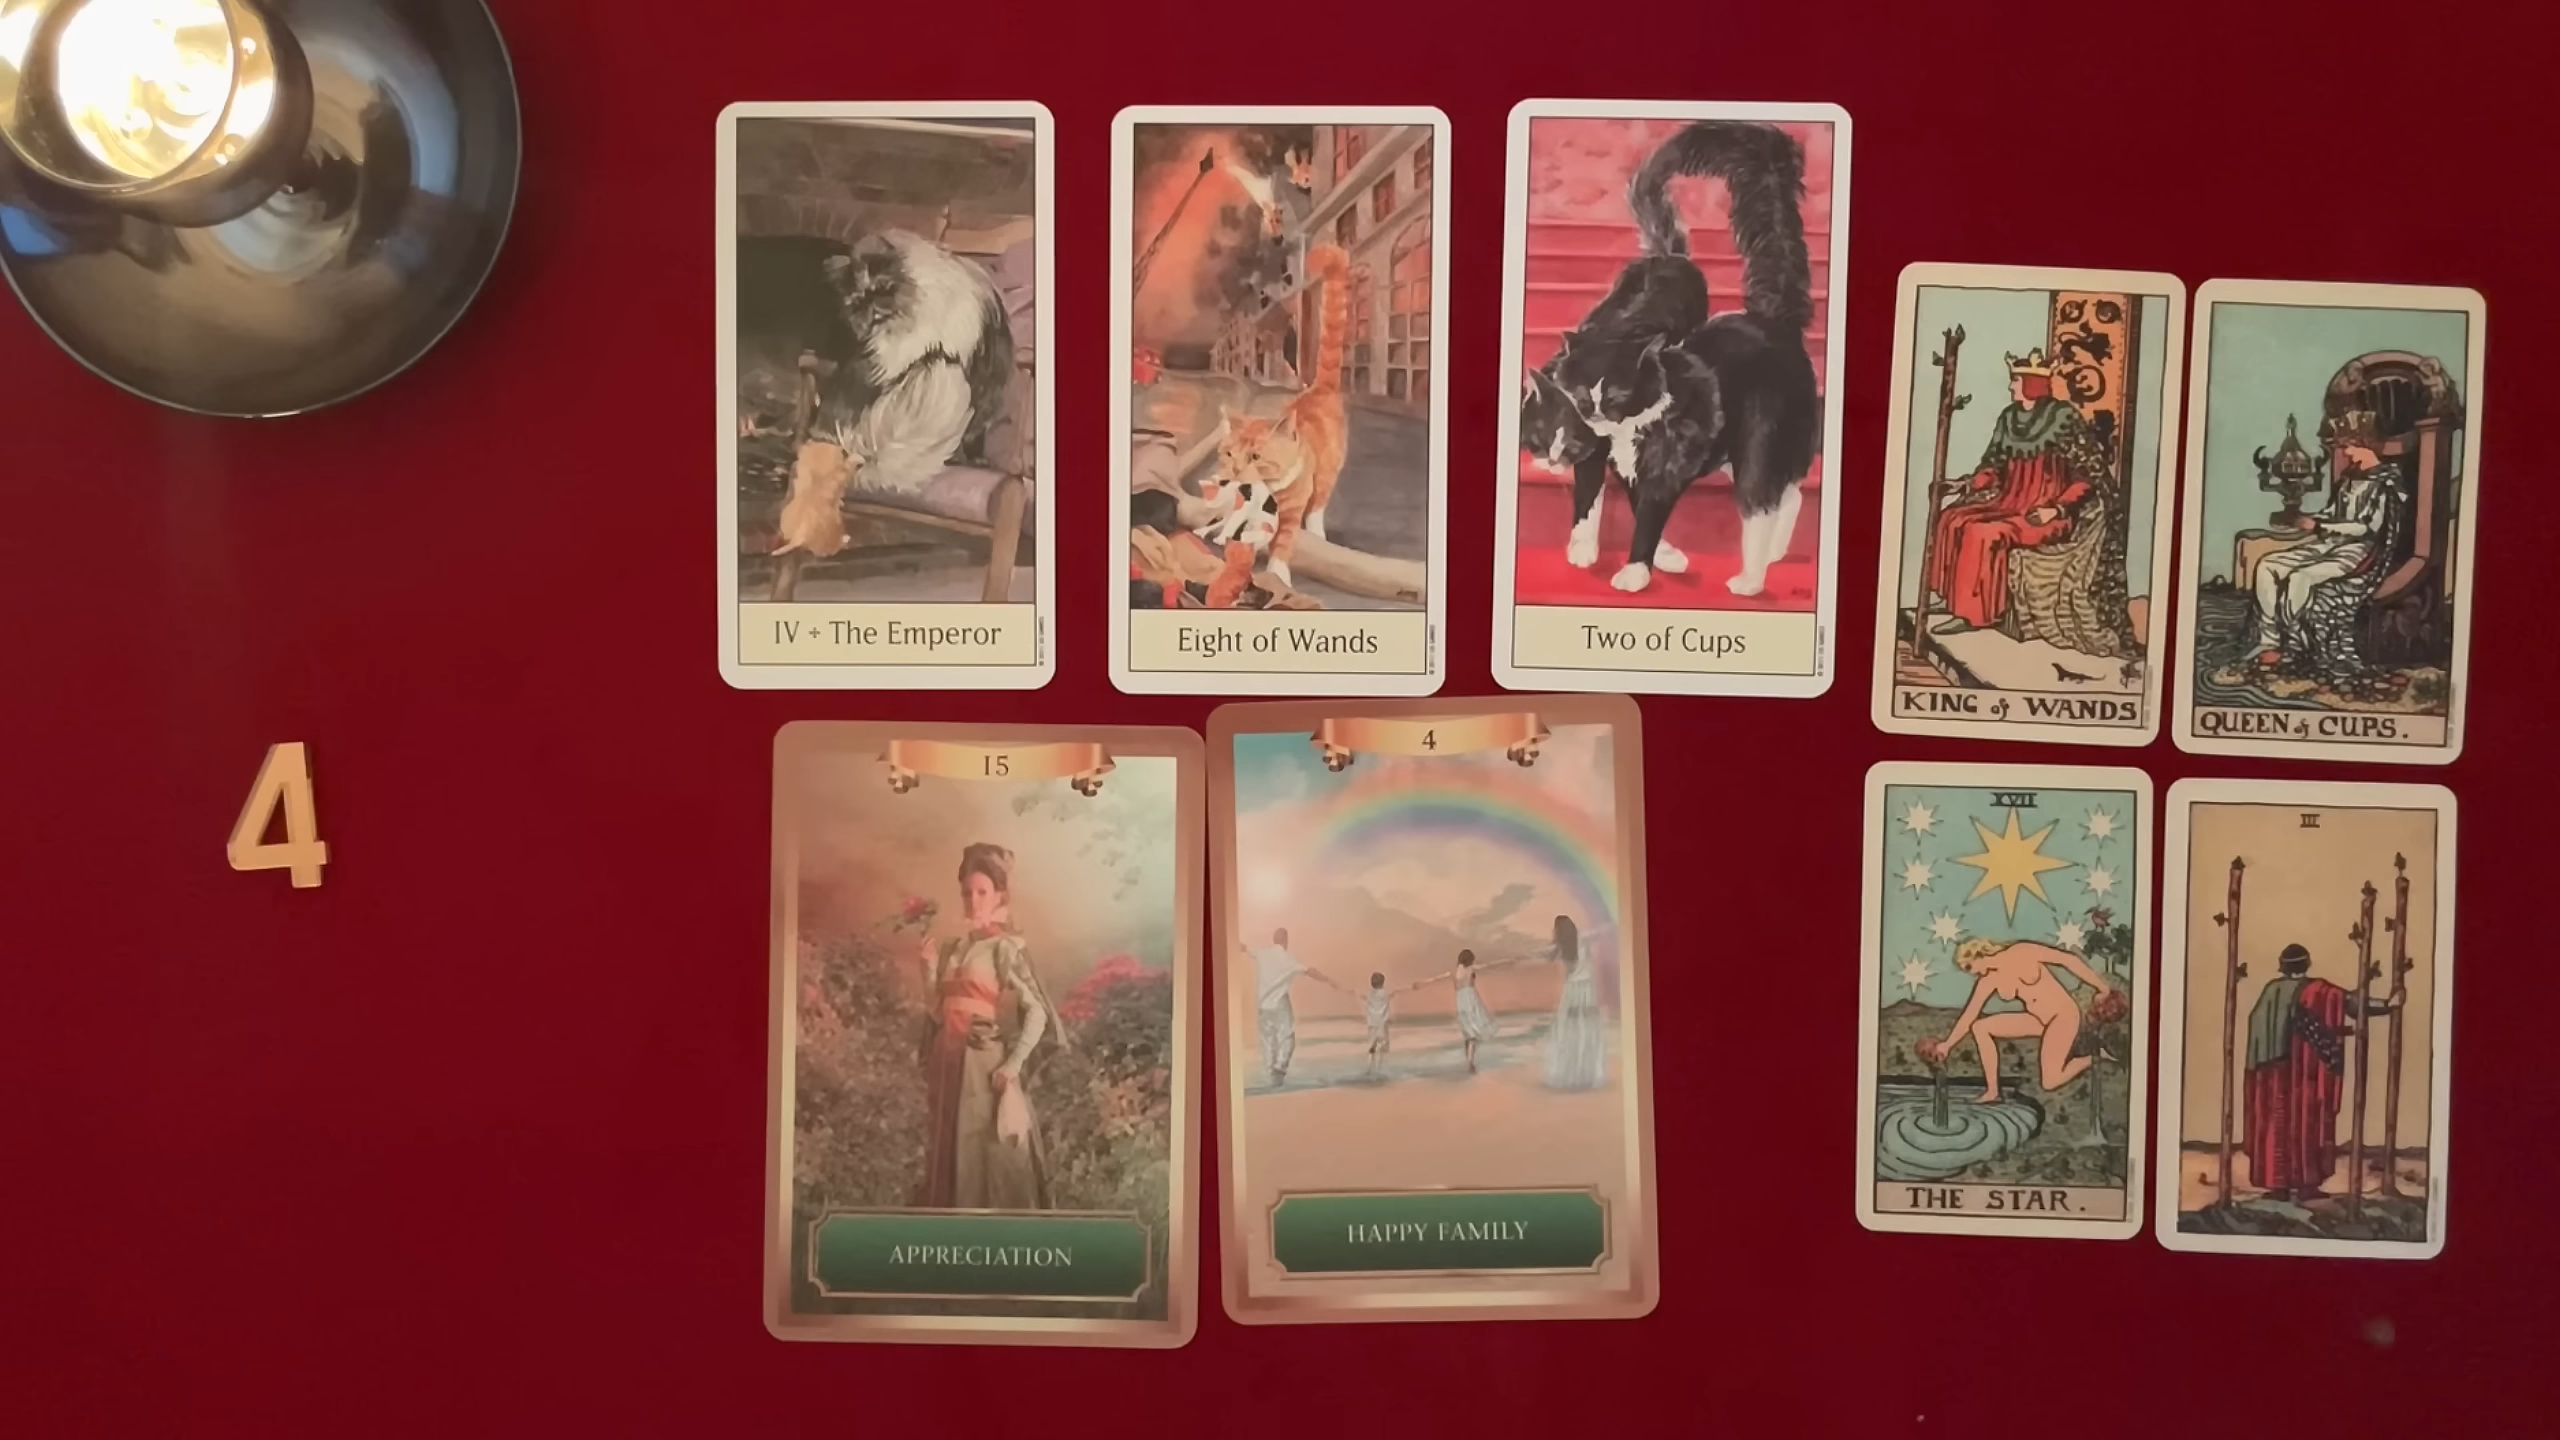 IV + The Emperor
Eight of Wands
Two of Cups
KING of WANDS
QUEEN of CUPS.
4
15
APPRECIATION
4
HAPPY FAMILY
XVII
THE STAR.
III